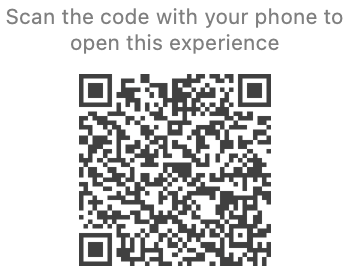 Scan the code with your phone to
open this experience